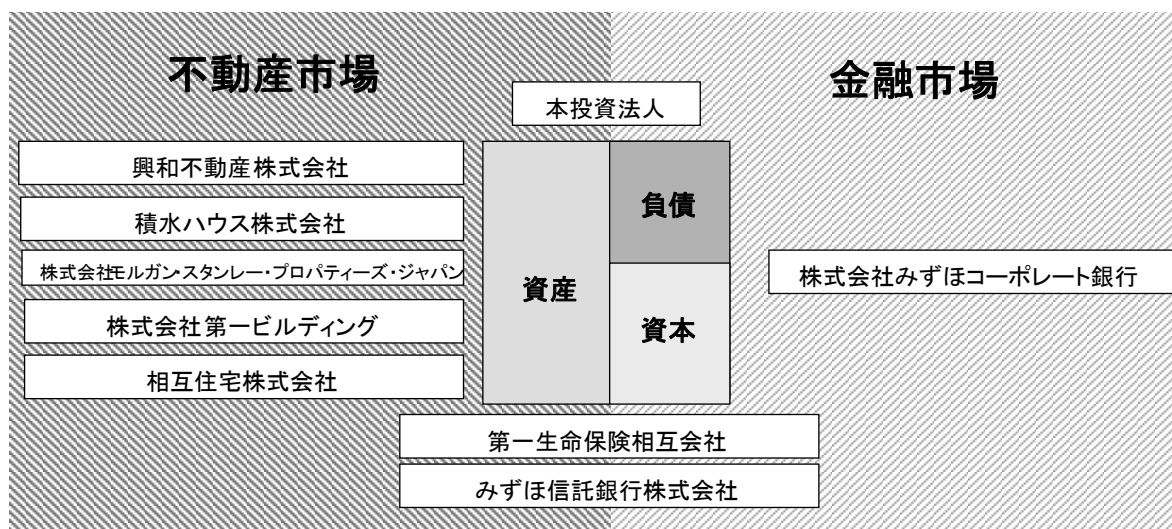 不動産市場
金融市場
本投資法人
興和不動産株式会社
積水ハウス株式会社
株式会社モルガン・スタンレー・プロパティーズ・ジャパン
株式会社第一ビルディング
相互住宅株式会社
資産
負債
資本
株式会社みずほコーポレート銀行
第一生命保険相互会社
みずほ信託銀行株式会社